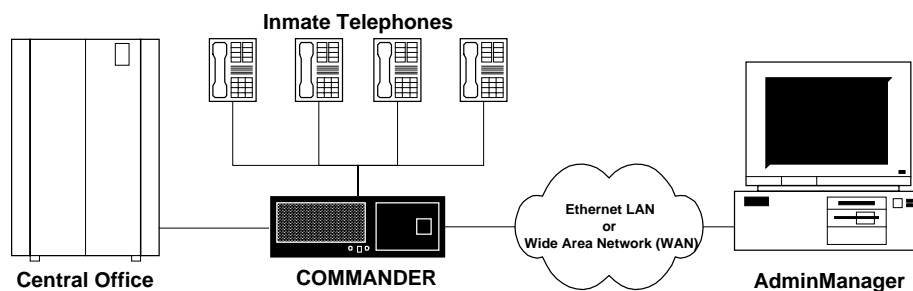 Inmate Telephones
Ethernet LAN
or
Wide Area Network (WAN)
Central Office
COMMANDER
AdminManager